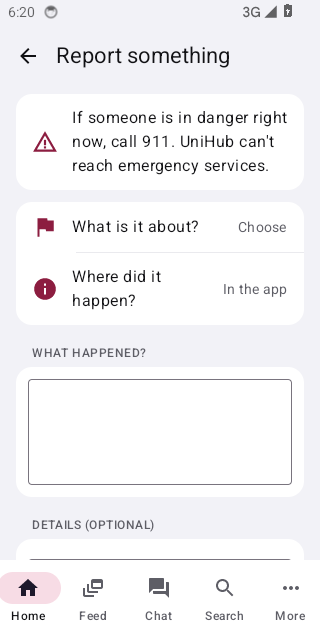 6:20
3G
Report something
If someone is in danger right
now, call 911. UniHub can't
reach emergency services.
What is it about?
Choose
Where did it
happen?
In the app
WHAT HAPPENED?
DETAILS (OPTIONAL)
Home
Feed
Chat
Search
More